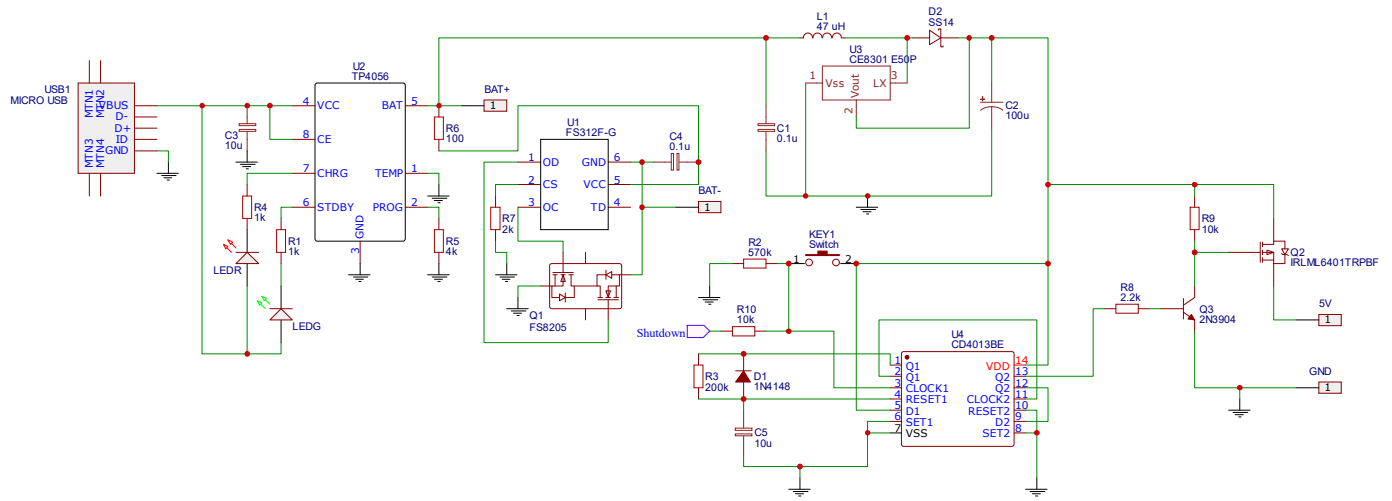 USB1
MICRO USB
MTN1
MTN2
MTN3
MTN4
VBUS
D-
D+
ID
GND
C3
10u
R4
1k
LEDR
R1
1k
LEDG
U2
TP4056
4 VCC
8 CE
7 CHRG
6 STDBY
BAT 5
TEMP 1
PROG 2
GND
3
BAT+
1
R6
100
R5
4k
U1
FS312F-G
1 OD
2 CS
3 OC
GND 6
VCC 5
TD 4
C4
0.1u
BAT-
1
R7
2k
Q1
FS8205
L1
47 uH
D2
SS14
U3
CE8301 E50P
1 Vss
Vout
2
LX 3
C1
0.1u
+
C2
100u
R2
570k
KEY1
Switch
1 2
Shutdown
R10
10k
R3
200k
D1
1N4148
C5
10u
U4
CD4013BE
1 Q1
2 Q1
3 CLOCK1
4 RESET1
5 D1
6 SET1
7 VSS
VDD 14
Q2 13
Q2 12
CLOCK2 11
RESET2 10
D2 9
SET2 8
R9
10k
Q2
IRLML6401TRPBF
R8
2.2k
Q3
2N3904
5V
1
GND
1